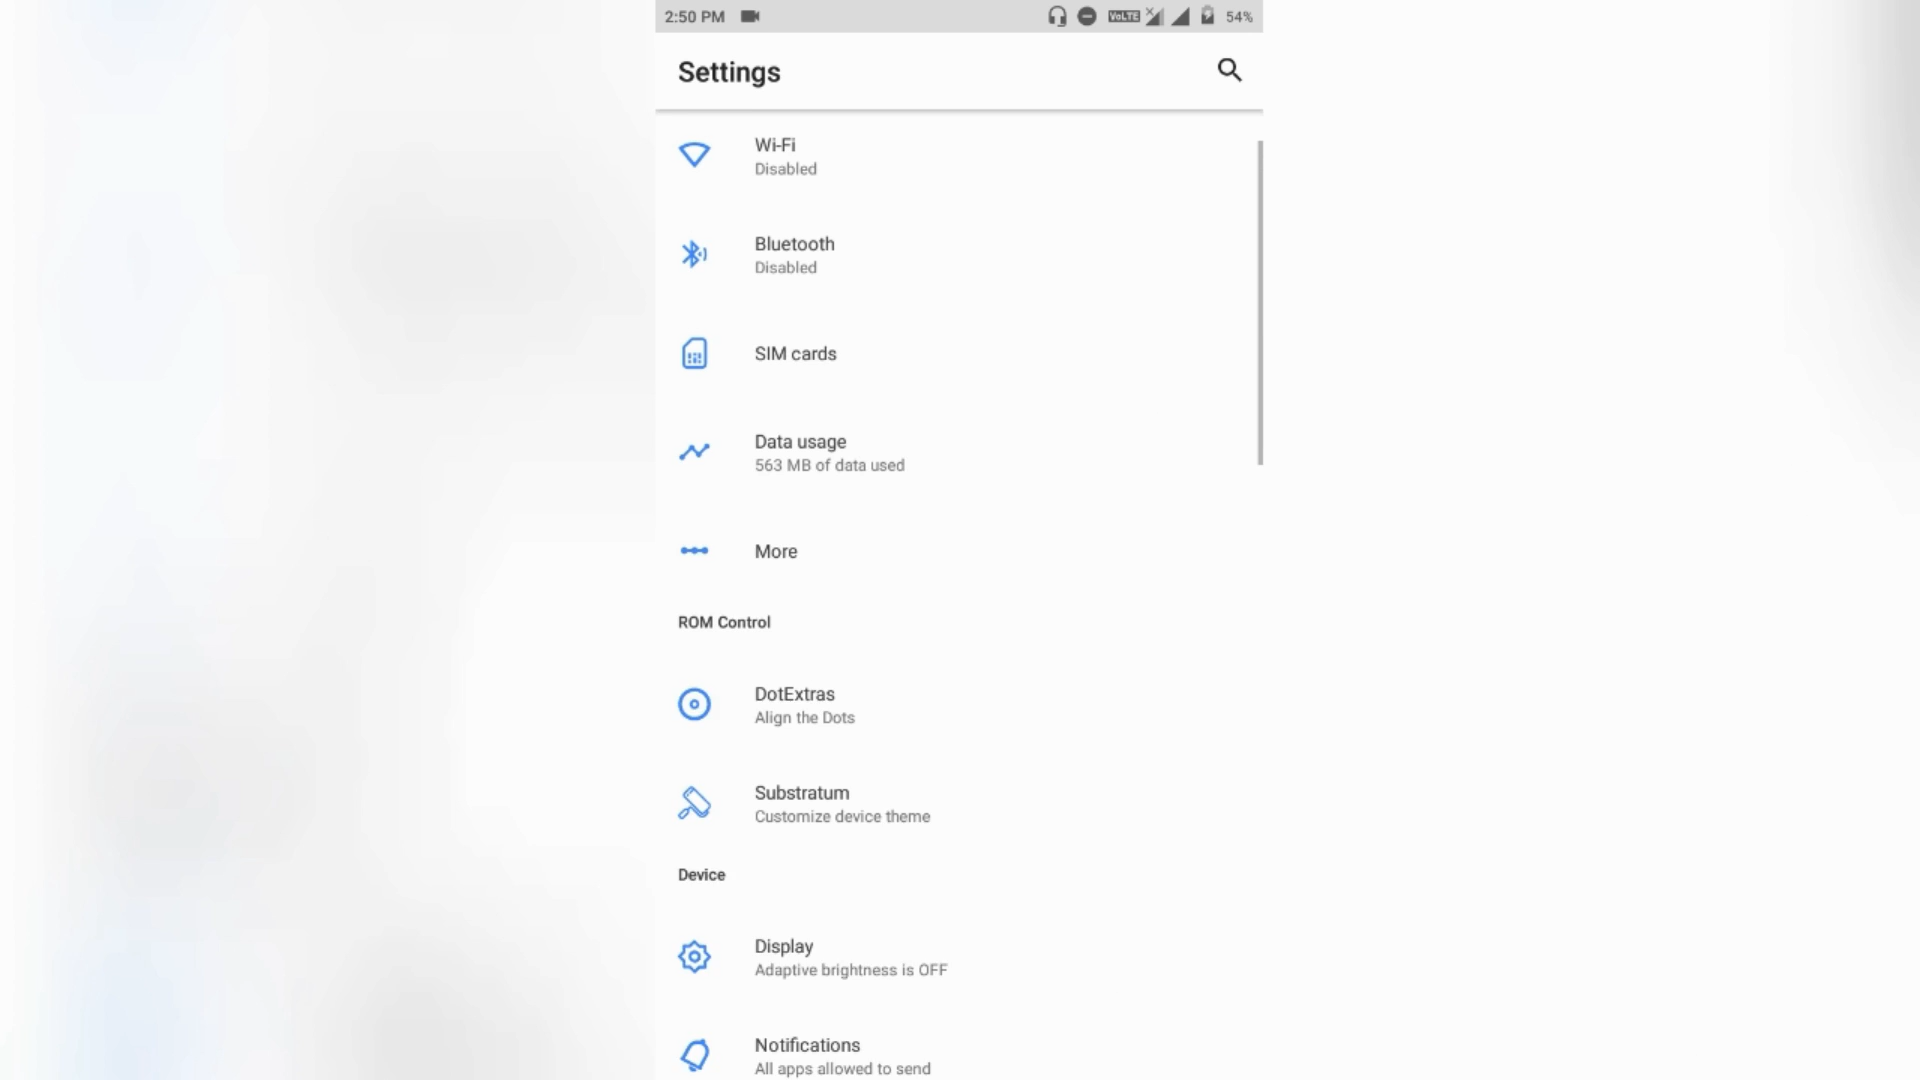 2:50 PM VoLTE 54%
Settings
Wi-Fi
Disabled
Bluetooth
Disabled
SIM cards
Data usage
563 MB of data used
More
ROM Control
DotExtras
Align the Dots
Substratum
Customize device theme
Device
Display
Adaptive brightness is OFF
Notifications
All apps allowed to send